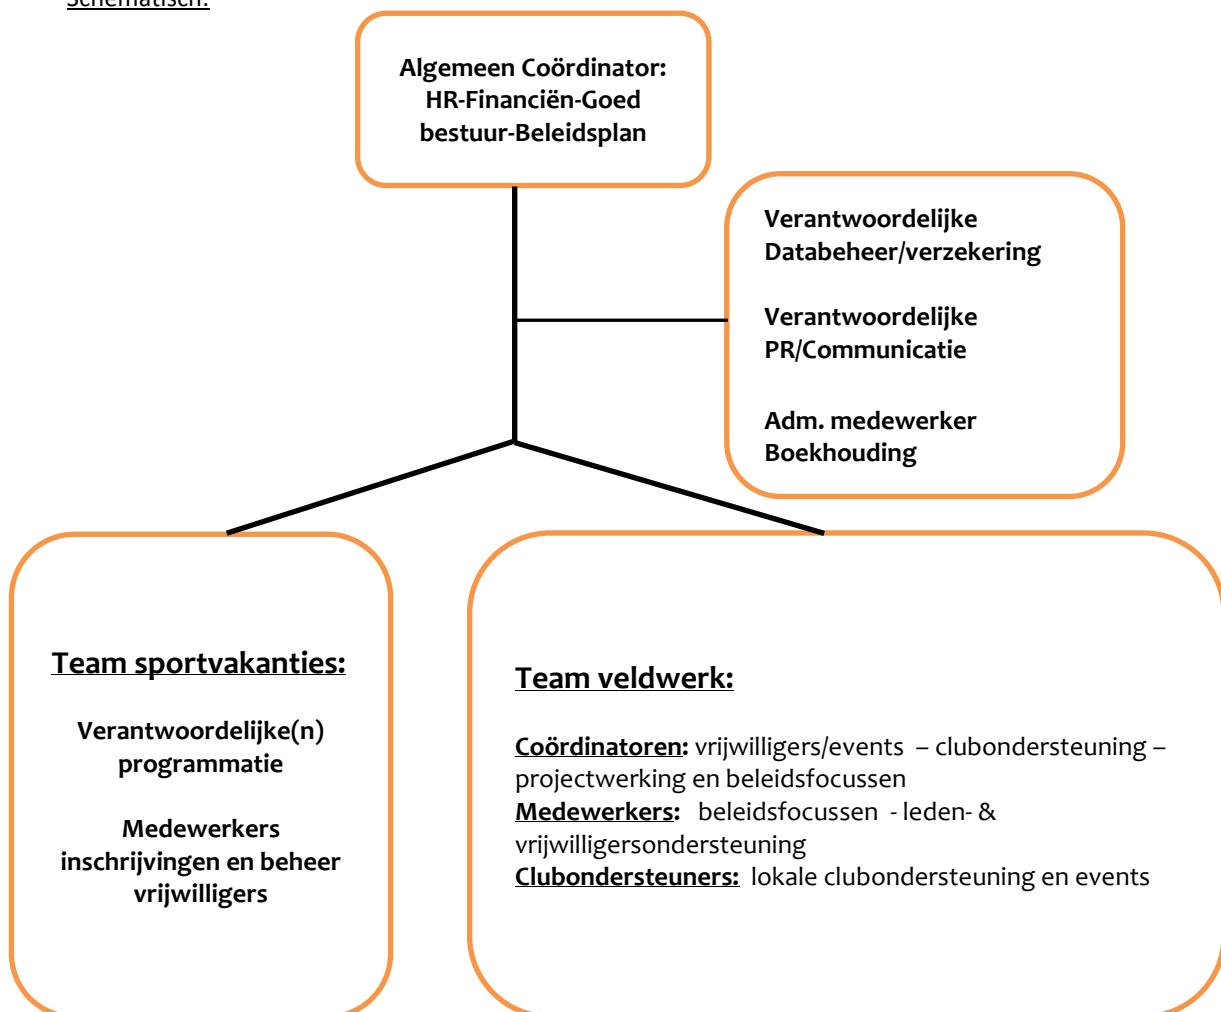 Schematisch:
Algemeen Coördinator:
HR-Financiën-Goed
bestuur-Beleidsplan
Verantwoordelijke
Databeheer/verzekering
Verantwoordelijke
PR/Communicatie
Adm. medewerker
Boekhouding
Team sportvakanties:
Verantwoordelijke(n)
programmatie
Medewerkers
inschrijvingen en beheer
vrijwilligers
Team veldwerk:
Coördinatoren: vrijwilligers/events – clubondersteuning –
projectwerking en beleidsfocussen
Medewerkers: beleidsfocussen - leden- &
vrijwilligersondersteuning
Clubondersteuners: lokale clubondersteuning en events